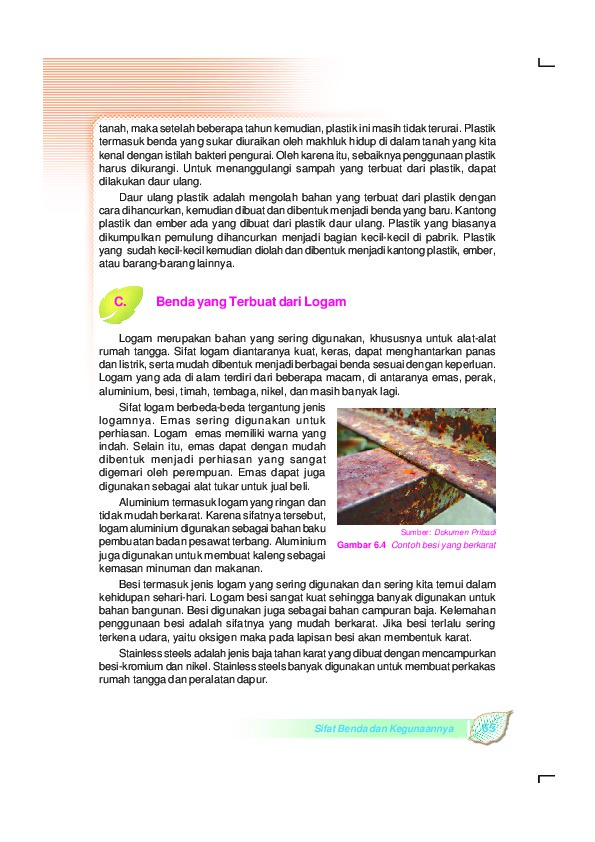 tanah, maka setelah beberapa tahun kemudian, plastik ini masih tidak terurai. Plastik
termasuk benda yang sukar diuraikan oleh makhluk hidup di dalam tanah yang kita
kenal dengan istilah bakteri pengurai. Oleh karena itu, sebaiknya penggunaan plastik
harus dikurangi. Untuk menanggulangi sampah yang terbuat dari plastik, dapat
dilakukan daur ulang.
Daur ulang plastik adalah mengolah bahan yang terbuat dari plastik dengan
cara dihancurkan, kemudian dibuat dan dibentuk menjadi benda yang baru. Kantong
plastik dan ember ada yang dibuat dari plastik daur ulang. Plastik yang biasanya
dikumpulkan pemulung dihancurkan menjadi bagian kecil-kecil di pabrik. Plastik
yang sudah kecil-kecil kemudian diolah dan dibentuk menjadi kantong plastik, ember,
atau barang-barang lainnya.
C. Benda yang Terbuat dari Logam
Logam merupakan bahan yang sering digunakan, khususnya untuk alat-alat
rumah tangga. Sifat logam diantaranya kuat, keras, dapat menghantarkan panas
dan listrik, serta mudah dibentuk menjadi berbagai benda sesuai dengan keperluan.
Logam yang ada di alam terdiri dari beberapa macam, di antaranya emas, perak,
aluminium, besi, timah, tembaga, nikel, dan masih banyak lagi.
Sifat logam berbeda-beda tergantung jenis
logamnya. Emas sering digunakan untuk
perhiasan. Logam emas memiliki warna yang
indah. Selain itu, emas dapat dengan mudah
dibentuk menjadi perhiasan yang sangat
digemari oleh perempuan. Emas dapat juga
digunakan sebagai alat tukar untuk jual beli.
Aluminium termasuk logam yang ringan dan
tidak mudah berkarat. Karena sifatnya tersebut,
logam aluminium digunakan sebagai bahan baku
pembuatan badan pesawat terbang. Aluminium
juga digunakan untuk membuat kaleng sebagai
kemasan minuman dan makanan.
Sumber: Dokumen Pribadi
Gambar 6.4 Contoh besi yang berkarat
Besi termasuk jenis logam yang sering digunakan dan sering kita temui dalam
kehidupan sehari-hari. Logam besi sangat kuat sehingga banyak digunakan untuk
bahan bangunan. Besi digunakan juga sebagai bahan campuran baja. Kelemahan
penggunaan besi adalah sifatnya yang mudah berkarat. Jika besi terlalu sering
terkena udara, yaitu oksigen maka pada lapisan besi akan membentuk karat.
Stainless steels adalah jenis baja tahan karat yang dibuat dengan mencampurkan
besi-kromium dan nikel. Stainless steels banyak digunakan untuk membuat perkakas
rumah tangga dan peralatan dapur.
Sifat Benda dan Kegunaannya 65